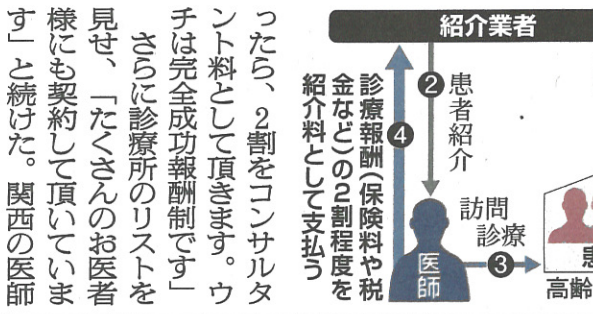 ったら、2割をコンサルタ
ント料として頂きます。ウ
チは完全成功報酬制です」
さらに診療所のリストを
見せ、「たくさんのお医者
様にも契約して頂いていま
す」と続けた。関西の医師
紹介業者
❷患者紹介
❹
診療報酬(保険料や税
金など)の2割程度を
紹介料として支払う
医師
訪問
診療
❸
高齢